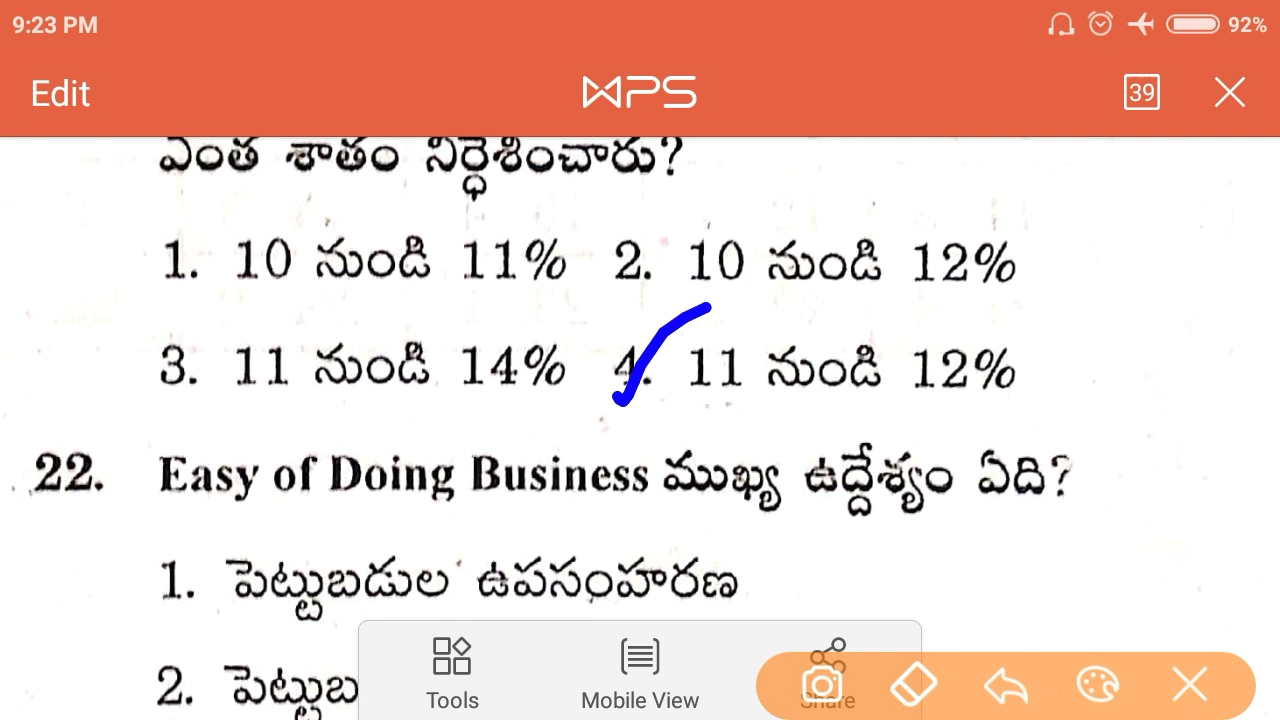 9:23 PM
92%
Edit
WPS
39
ఎంత శాతం నిర్ధేశించారు?
1. 10 నుండి 11% 2. 10 నుండి 12%
3. 11 నుండి 14% 4. 11 నుండి 12%
22. Easy of Doing Business ముఖ్య ఉద్దేశ్యం ఏది?
1. పెట్టుబడుల ఉపసంహరణ
2. పెట్టుబ
Tools
Mobile View
Share